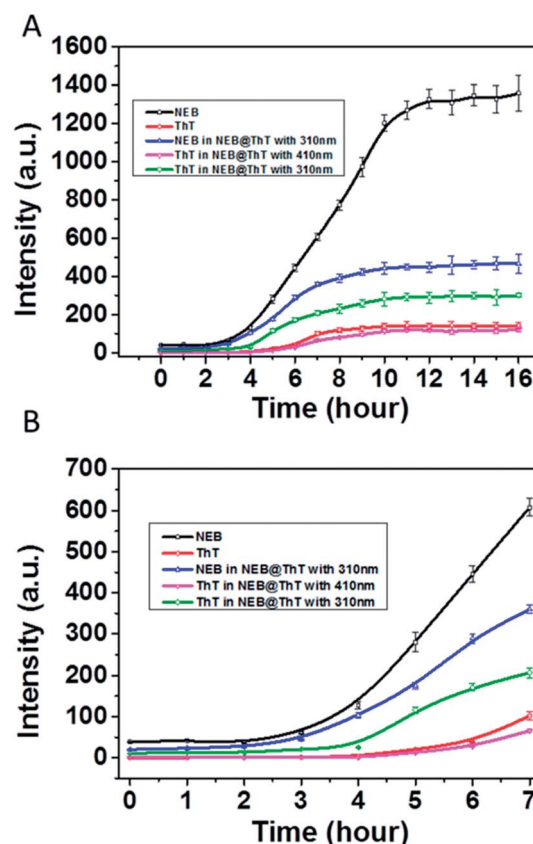 A
1600
1400
1200
1000
800
600
400
200
0
Intensity (a.u.)
NEB
ThT
NEB in NEB@ThT with 310nm
ThT in NEB@ThT with 410nm
ThT in NEB@ThT with 310nm
0 2 4 6 8 10 12 14 16
Time (hour)
B
700
600
500
400
300
200
100
0
Intensity (a.u.)
NEB
ThT
NEB in NEB@ThT with 310nm
ThT in NEB@ThT with 410nm
ThT in NEB@ThT with 310nm
0 1 2 3 4 5 6 7
Time (hour)